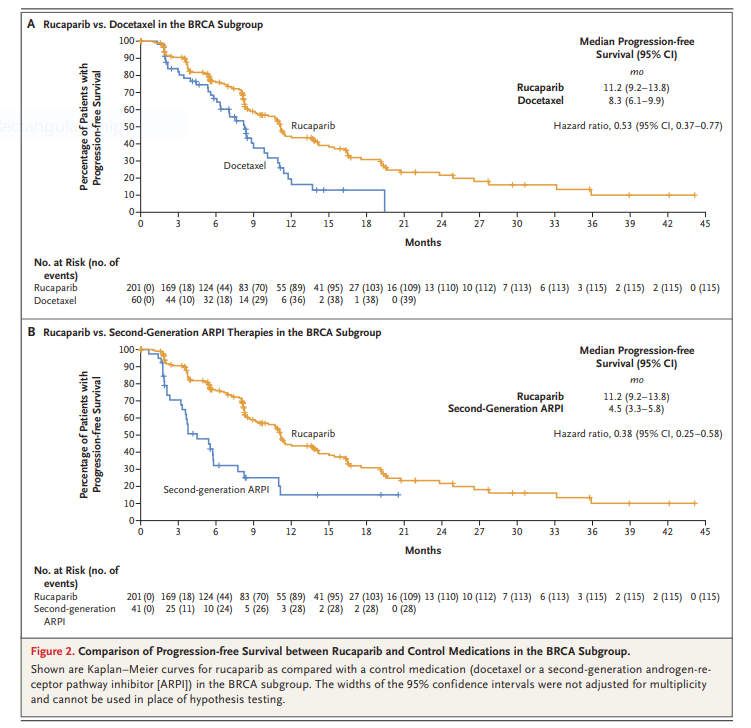 A Rucaparib vs. Docetaxel in the BRCA Subgroup
Percentage of Patients with
Progression-free Survival
100
90
80
70
60
50
40
30
20
10
0
0 3 6 9 12 15 18 21 24 27 30 33 36 39 42 45
Months
Rucaparib
Docetaxel
Median Progression-free
Survival (95% CI)
mo
Rucaparib 11.2 (9.2–13.8)
Docetaxel 8.3 (6.1–9.9)
Hazard ratio, 0.53 (95% CI, 0.37–0.77)
No. at Risk (no. of
events)
Rucaparib 201 (0) 169 (18) 124 (44) 83 (70) 55 (89) 41 (95) 27 (103) 16 (109) 13 (110) 10 (112) 7 (113) 6 (113) 3 (115) 2 (115) 2 (115) 0 (115)
Docetaxel 60 (0) 44 (10) 32 (18) 14 (29) 6 (36) 2 (38) 1 (38) 0 (39)
B Rucaparib vs. Second-Generation ARPI Therapies in the BRCA Subgroup
Percentage of Patients with
Progression-free Survival
100
90
80
70
60
50
40
30
20
10
0
0 3 6 9 12 15 18 21 24 27 30 33 36 39 42 45
Months
Rucaparib
Second-generation ARPI
Median Progression-free
Survival (95% CI)
mo
Rucaparib 11.2 (9.2–13.8)
Second-Generation ARPI 4.5 (3.3–5.8)
Hazard ratio, 0.38 (95% CI, 0.25–0.58)
No. at Risk (no. of
events)
Rucaparib 201 (0) 169 (18) 124 (44) 83 (70) 55 (89) 41 (95) 27 (103) 16 (109) 13 (110) 10 (112) 7 (113) 6 (113) 3 (115) 2 (115) 2 (115) 0 (115)
Second-generation 41 (0) 25 (11) 10 (24) 5 (26) 3 (28) 2 (28) 2 (28) 0 (28)
ARPI
Figure 2. Comparison of Progression-free Survival between Rucaparib and Control Medications in the BRCA Subgroup.
Shown are Kaplan–Meier curves for rucaparib as compared with a control medication (docetaxel or a second-generation androgen-re-
ceptor pathway inhibitor [ARPI]) in the BRCA subgroup. The widths of the 95% confidence intervals were not adjusted for multiplicity
and cannot be used in place of hypothesis testing.